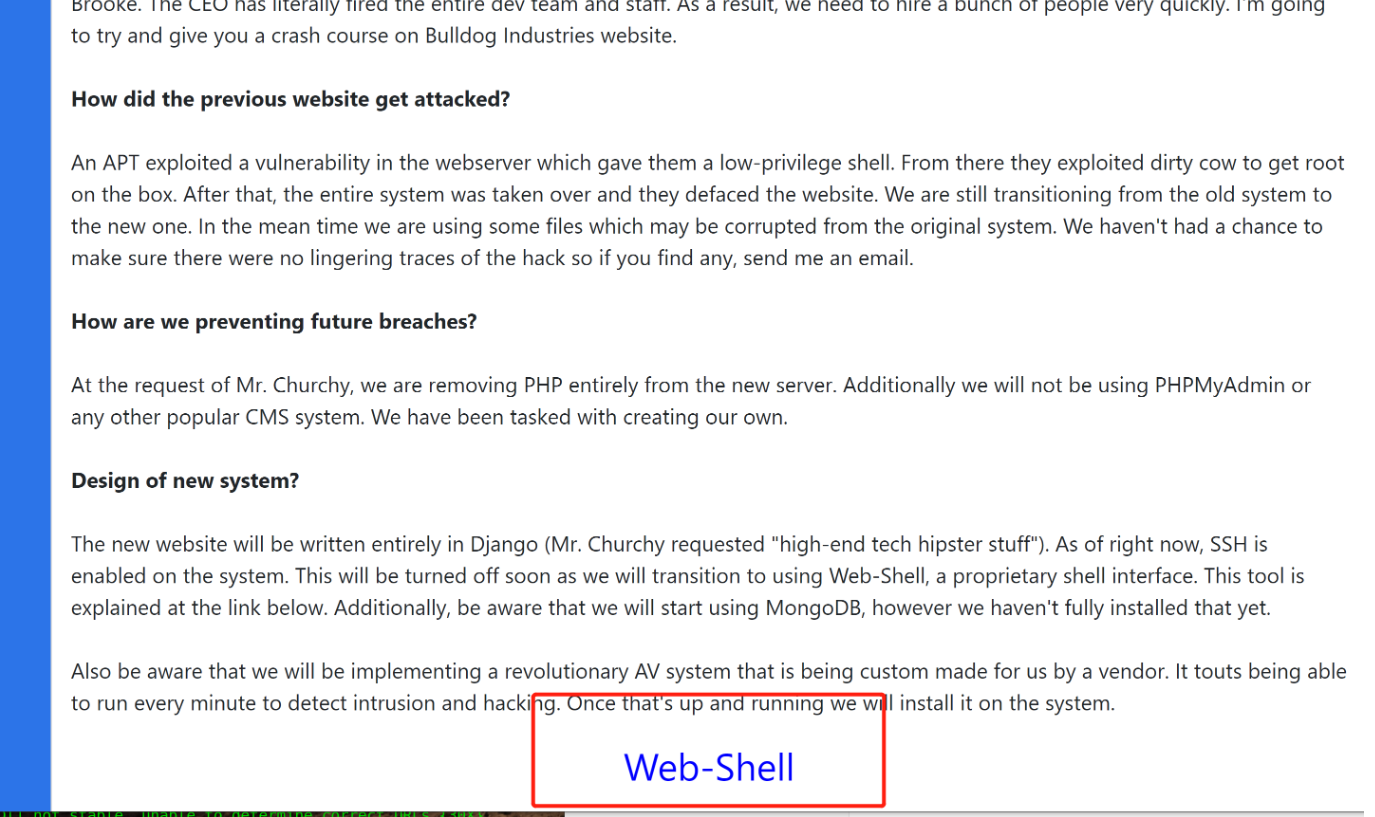 Brooke. The CEO has literally fired the entire dev team and staff. As a result, we need to hire a bunch of people very quickly. I'm going
to try and give you a crash course on Bulldog Industries website.
How did the previous website get attacked?
An APT exploited a vulnerability in the webserver which gave them a low-privilege shell. From there they exploited dirty cow to get root
on the box. After that, the entire system was taken over and they defaced the website. We are still transitioning from the old system to
the new one. In the mean time we are using some files which may be corrupted from the original system. We haven't had a chance to
make sure there were no lingering traces of the hack so if you find any, send me an email.
How are we preventing future breaches?
At the request of Mr. Churchy, we are removing PHP entirely from the new server. Additionally we will not be using PHPMyAdmin or
any other popular CMS system. We have been tasked with creating our own.
Design of new system?
The new website will be written entirely in Django (Mr. Churchy requested "high-end tech hipster stuff"). As of right now, SSH is
enabled on the system. This will be turned off soon as we will transition to using Web-Shell, a proprietary shell interface. This tool is
explained at the link below. Additionally, be aware that we will start using MongoDB, however we haven't fully installed that yet.
Also be aware that we will be implementing a revolutionary AV system that is being custom made for us by a vendor. It touts being able
to run every minute to detect intrusion and hacking. Once that's up and running we will install it on the system.
Web-Shell
not stable. Unable to determine correct URLs